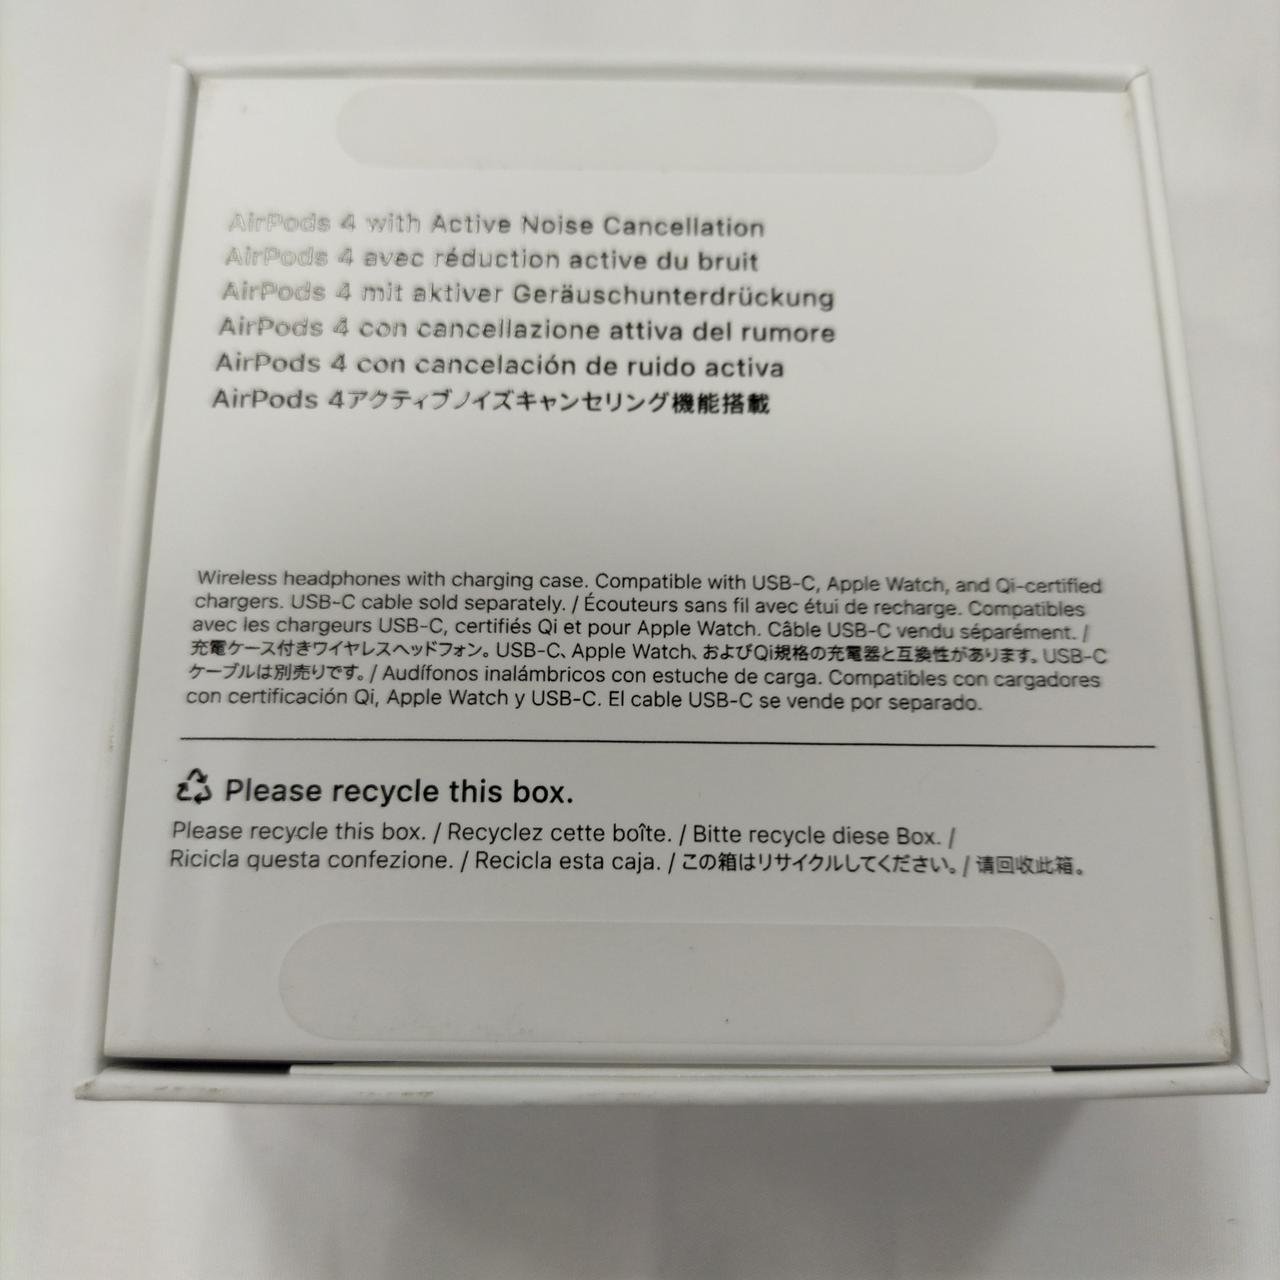 AirPods 4 with Active Noise Cancellation
AirPods 4 avec réduction active du bruit
AirPods 4 mit aktiver Geräuschunterdrückung
AirPods 4 con cancellazione attiva del rumore
AirPods 4 con cancelación de ruido activa
AirPods 4アクティブノイズキャンセリング機能搭載
Wireless headphones with charging case. Compatible with USB-C, Apple Watch, and Qi-certified
chargers. USB-C cable sold separately. / Écouteurs sans fil avec étui de recharge. Compatibles
avec les chargeurs USB-C, certifiés Qi et pour Apple Watch. Câble USB-C vendu séparément. /
充電ケース付きワイヤレスヘッドフォン。USB-C、Apple Watch、およびQi規格の充電器と互換性があります。USB-C
ケーブルは別売りです。/ Audífonos inalámbricos con estuche de carga. Compatibles con cargadores
con certificación Qi, Apple Watch y USB-C. El cable USB-C se vende por separado.
Please recycle this box.
Please recycle this box. / Recyclez cette boîte. / Bitte recycle diese Box. /
Ricicla questa confezione. / Recicla esta caja. / この箱はリサイクルしてください。/ 请回收此箱。